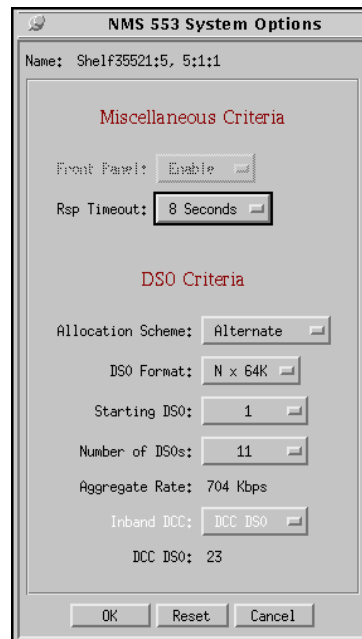 NMS 553 System Options
Name: Shelf35521:5, 5:1:1
Miscellaneous Criteria
Front Panel: Enable
Rsp Timeout: 8 Seconds
DS0 Criteria
Allocation Scheme: Alternate
DS0 Format: N x 64K
Starting DS0: 1
Number of DS0s: 11
Aggregate Rate: 704 Kbps
Inband DCC: DCC DS0
DCC DS0: 23
OK Reset Cancel